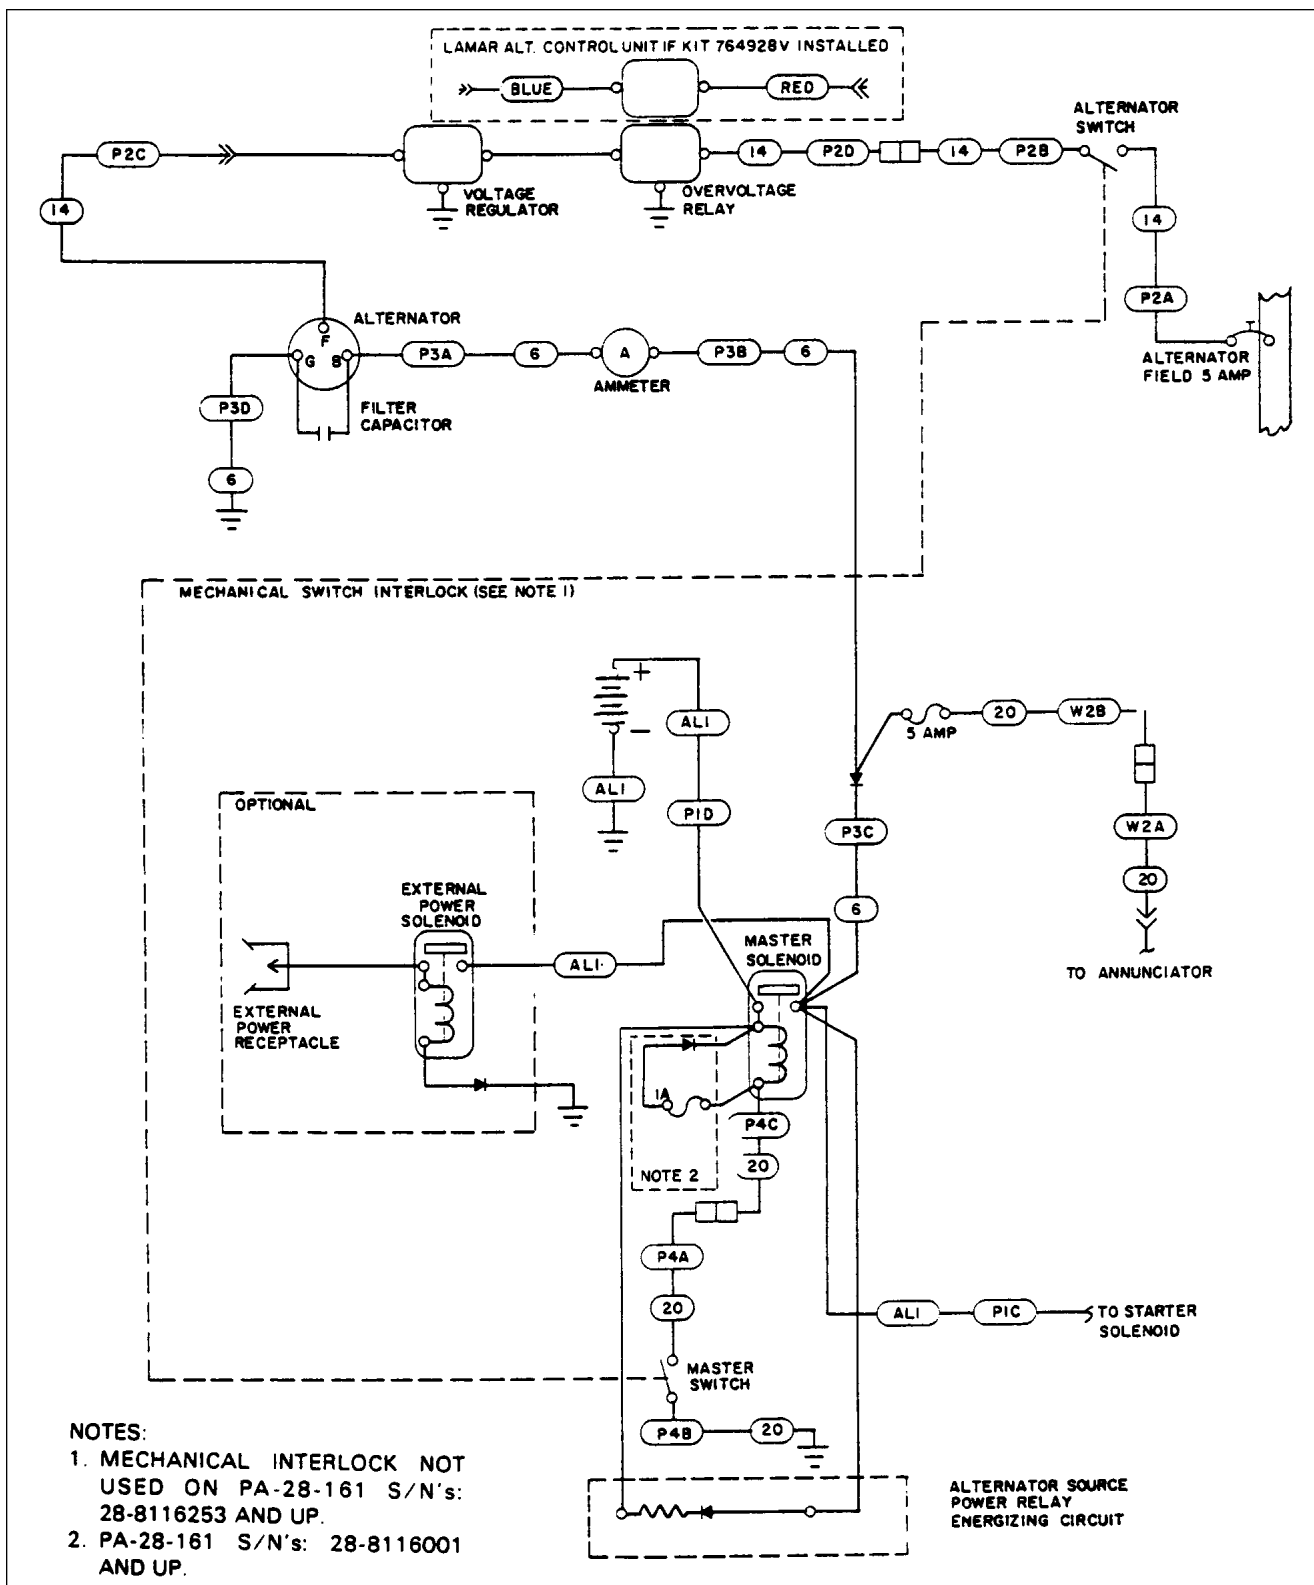 LAMAR ALT. CONTROL UNIT IF KIT 764928V INSTALLED
BLUE
RED
ALTERNATOR
SWITCH
P2C
14
P2D
14
P2B
VOLTAGE
REGULATOR
OVERVOLTAGE
RELAY
14
14
P2A
ALTERNATOR
FIELD 5 AMP
ALTERNATOR
F
G
B
P3A
6
A
P3B
6
AMMETER
P3D
FILTER
CAPACITOR
6
MECHANICAL SWITCH INTERLOCK (SEE NOTE 1)
+
-
AL1
AL1
P1D
5 AMP
20
W2B
W2A
20
TO ANNUNCIATOR
P3C
6
OPTIONAL
EXTERNAL
POWER
SOLENOID
AL1
EXTERNAL
POWER
RECEPTACLE
MASTER
SOLENOID
1A
NOTE 2
P4C
20
P4A
20
MASTER
SWITCH
P4B
20
AL1
P1C
TO STARTER
SOLENOID
ALTERNATOR SOURCE
POWER RELAY
ENERGIZING CIRCUIT
NOTES:
1. MECHANICAL INTERLOCK NOT
USED ON PA-28-161 S/N's:
28-8116253 AND UP.
2. PA-28-161 S/N's: 28-8116001
AND UP.